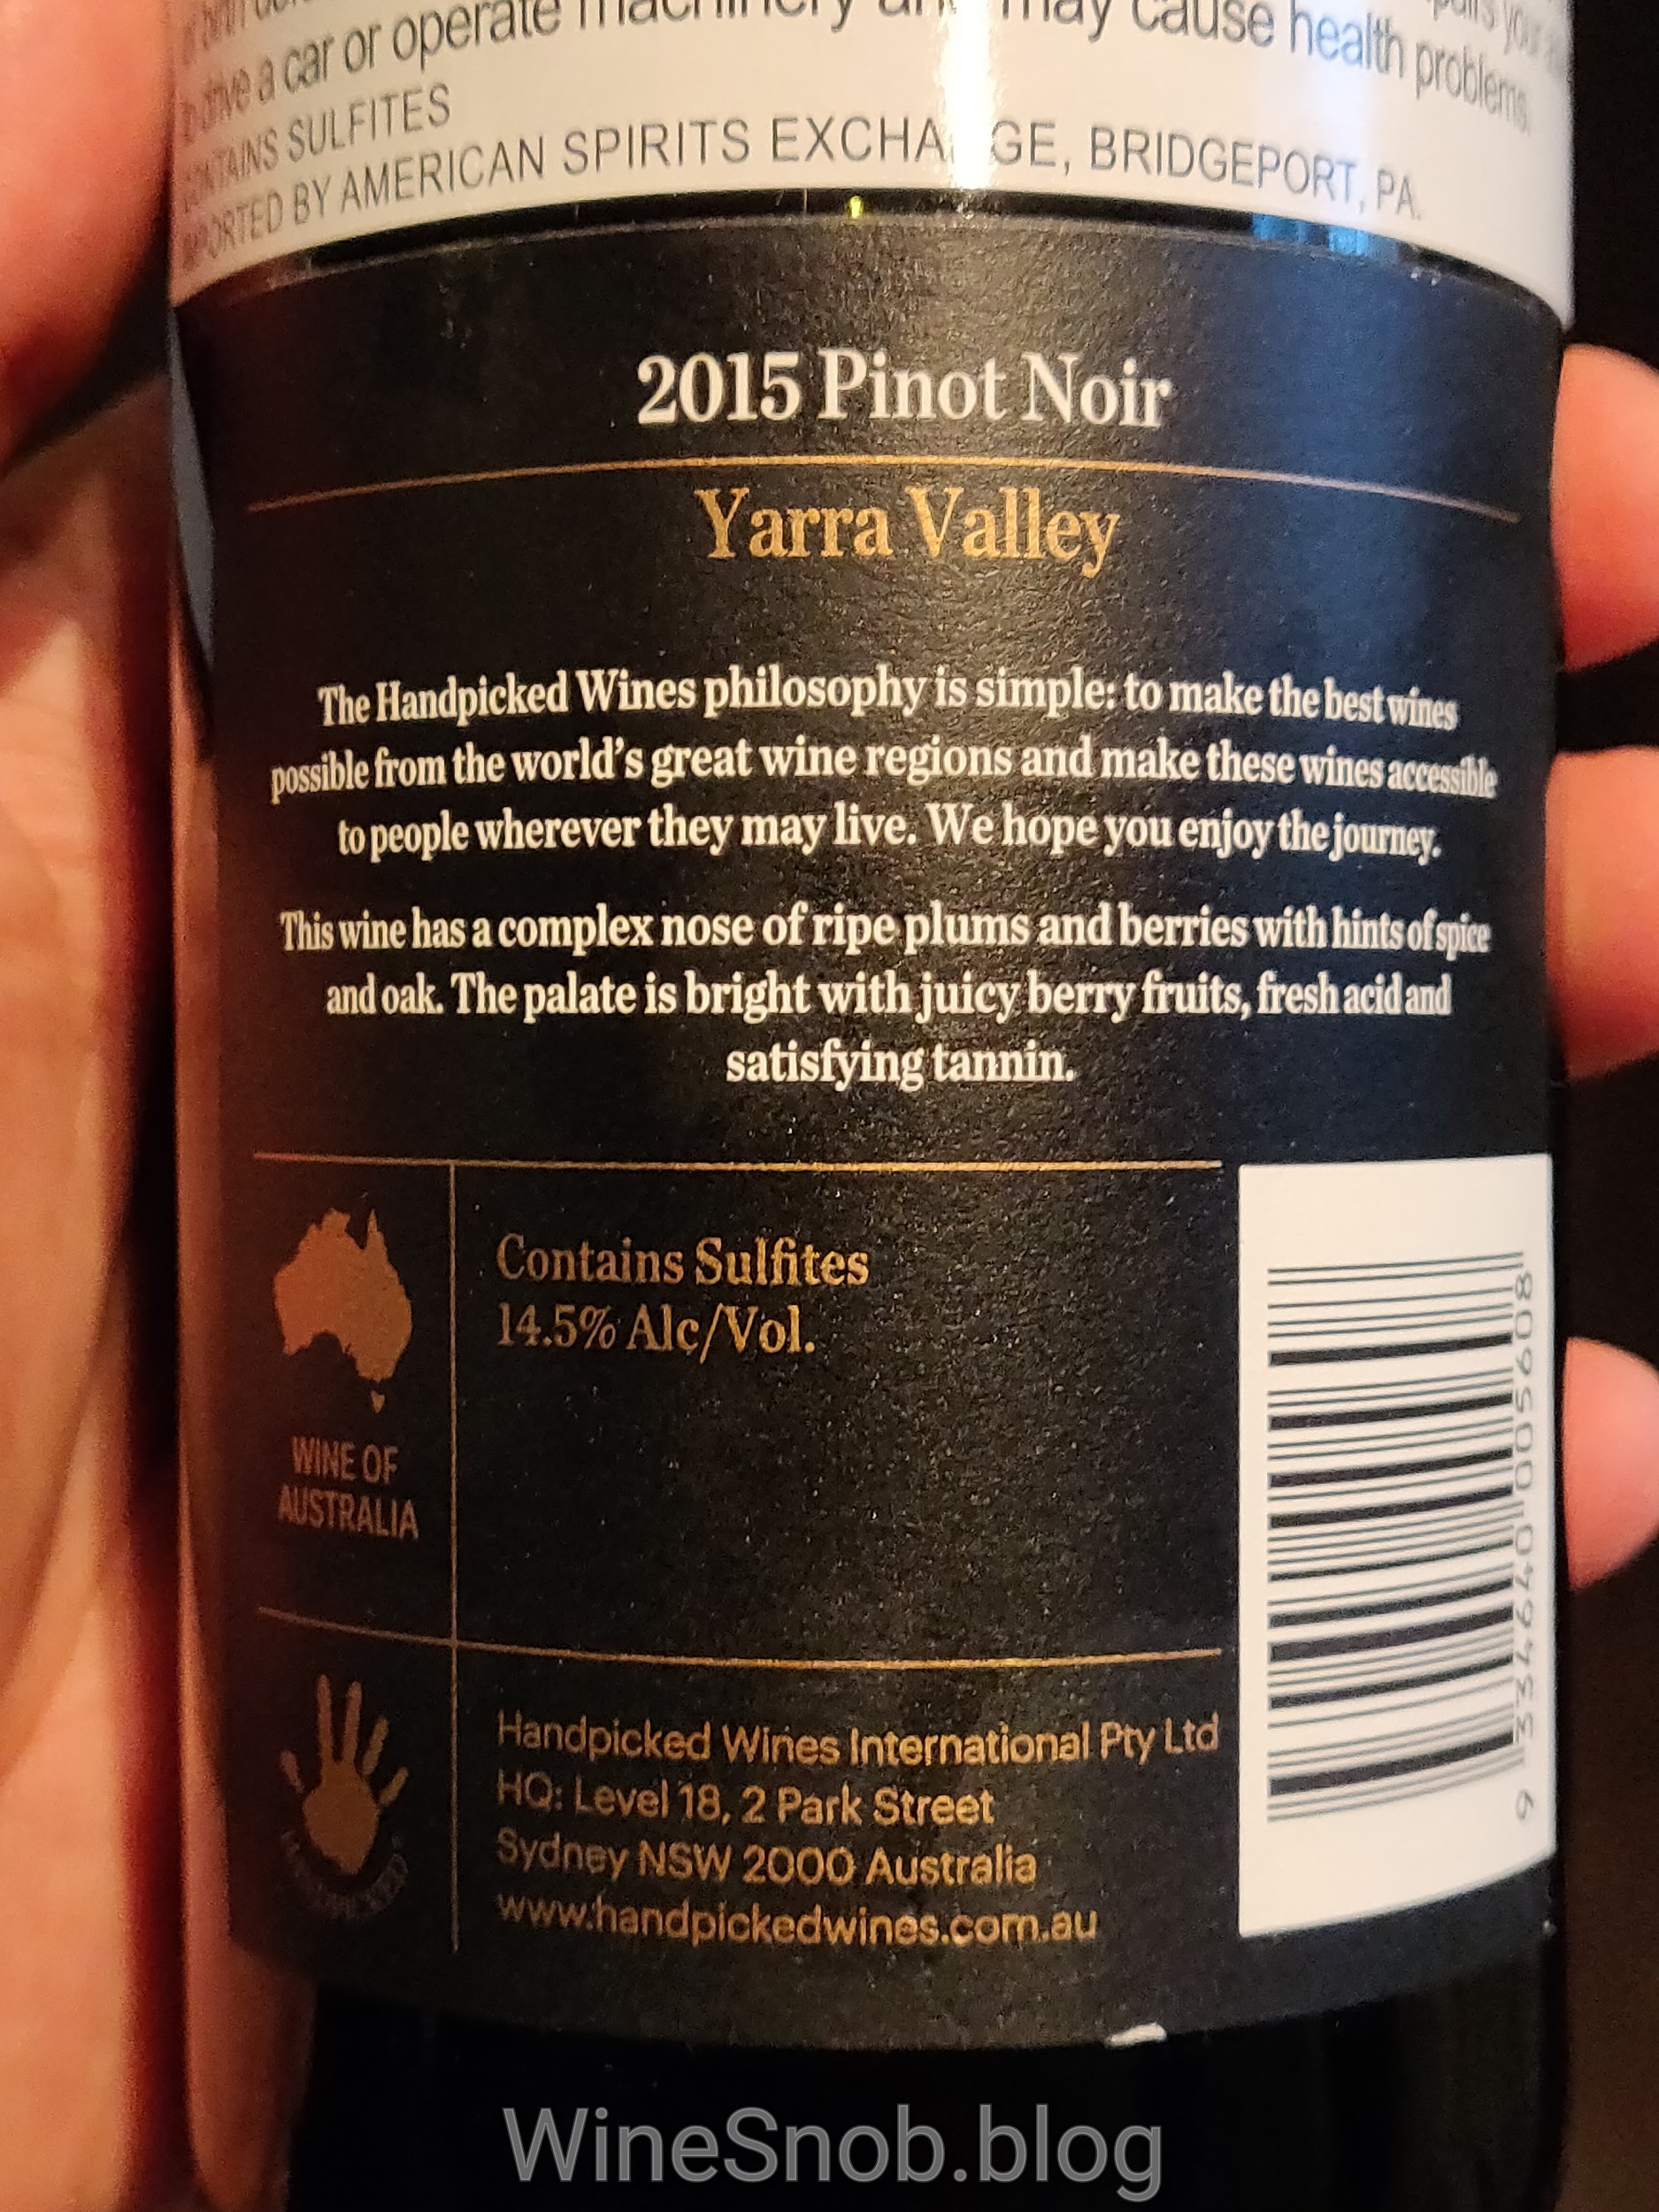 to drive a car or operate machinery may cause health problems.
CONTAINS SULFITES
IMPORTED BY AMERICAN SPIRITS EXCHANGE, BRIDGEPORT, PA.
2015 Pinot Noir
Yarra Valley
The Handpicked Wines philosophy is simple: to make the best wines
possible from the world's great wine regions and make these wines accessible
to people wherever they may live. We hope you enjoy the journey.
This wine has a complex nose of ripe plums and berries with hints of spice
and oak. The palate is bright with juicy berry fruits, fresh acid and
satisfying tannin.
WINE OF
AUSTRALIA
Contains Sulfites
14.5% Alc/Vol.
Handpicked Wines International Pty Ltd
HQ: Level 18, 2 Park Street
Sydney NSW 2000 Australia
www.handpickedwines.com.au
9 334640 005608
WineSnob.blog